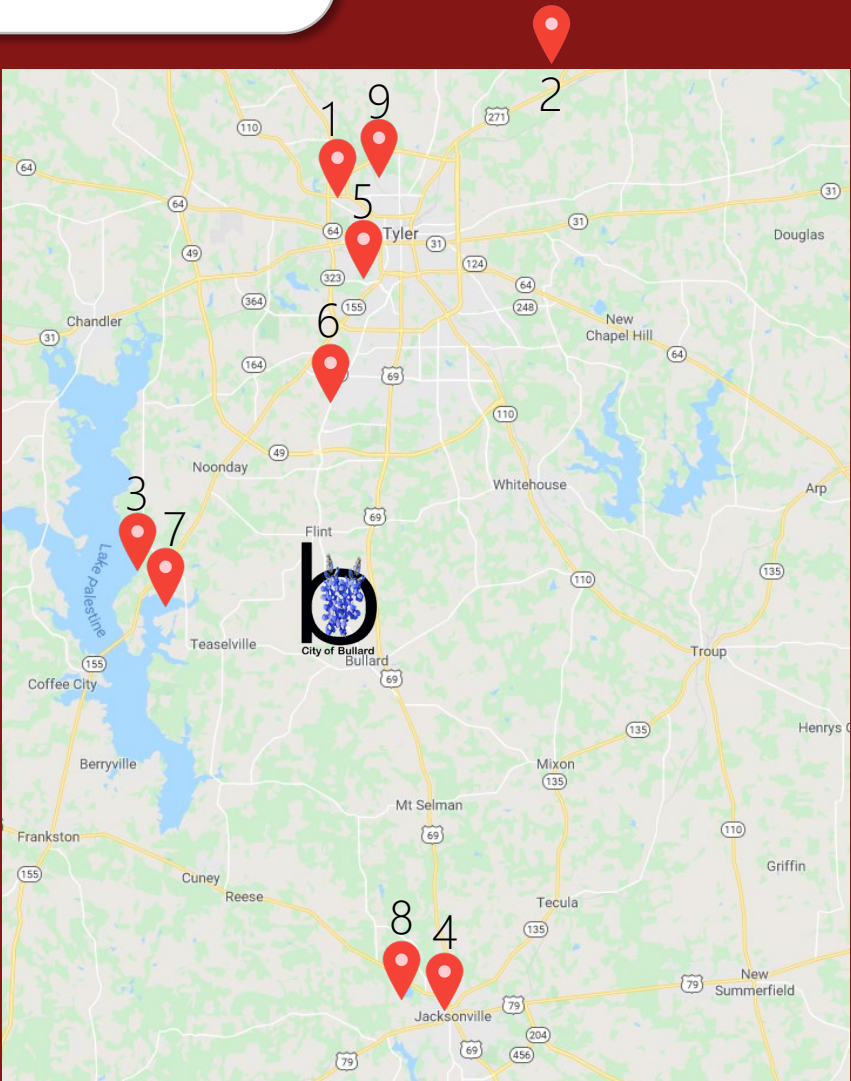 2
9
1
271
110
64
31
5
64
31
64
Tyler
Douglas
31
49
124
323
64
364
155
248
New
Chapel Hill
Chandler
6
31
64
164
69
110
49
Noonday
Whitehouse
Arp
3
69
7
Flint
135
110
Lake Palestine
b
Teaselville
City of Bullard
Bullard
Troup
155
69
Coffee City
135
Henrys
Berryville
Mixon
135
Mt Selman
110
69
Frankston
155
Griffin
Cuney
Reese
Tecula
8
4
135
New
Summerfield
79
79
Jacksonville
204
69
456
79